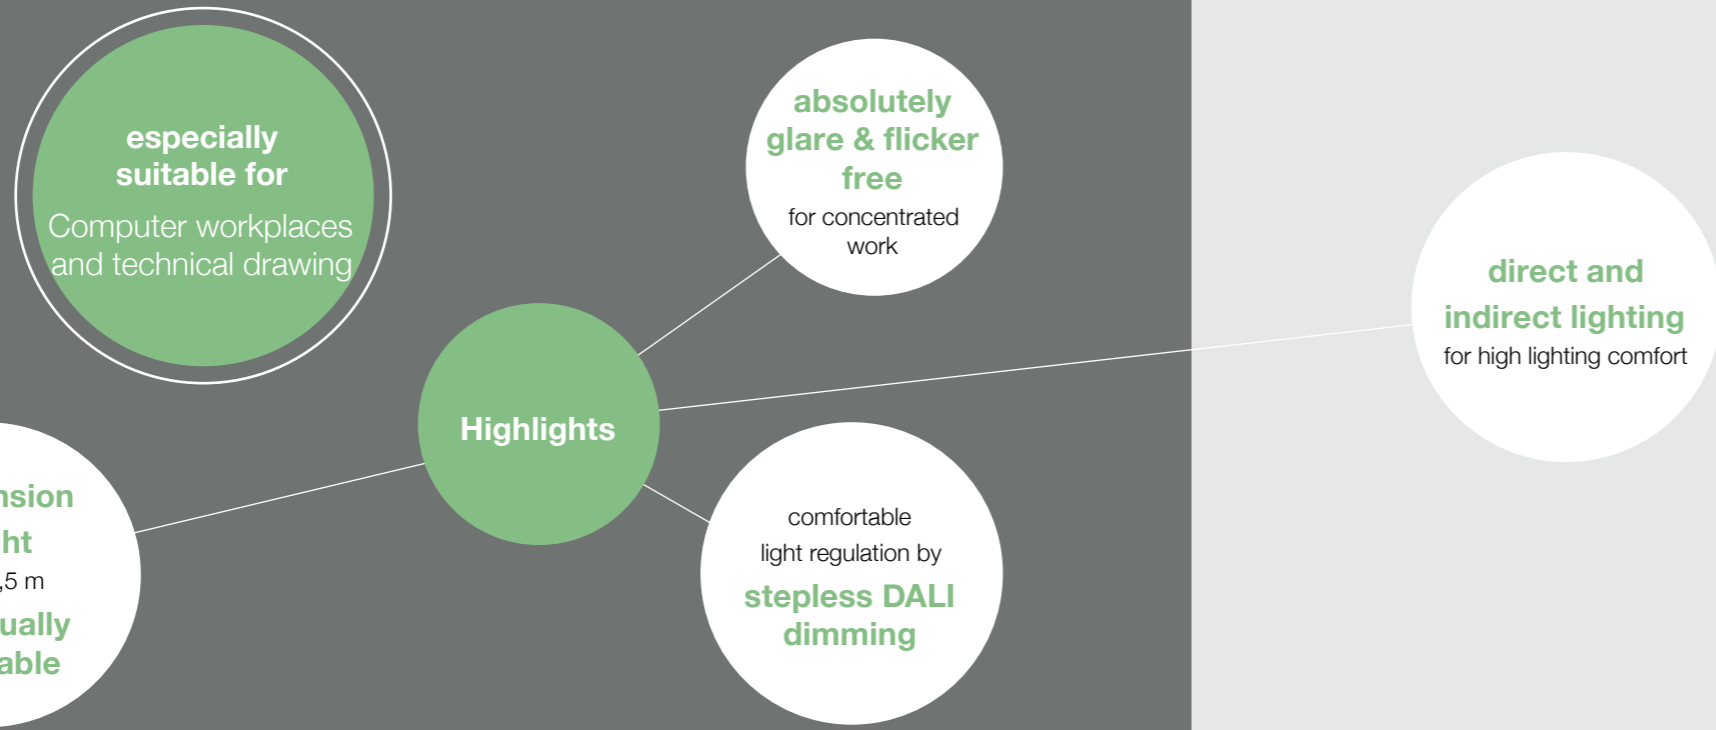 especially
suitable for
Computer workplaces
and technical drawing
absolutely
glare & flicker
free
for concentrated
work
direct and
indirect lighting
for high lighting comfort
Highlights
,5 m
comfortable
light regulation by
stepless DALI
dimming